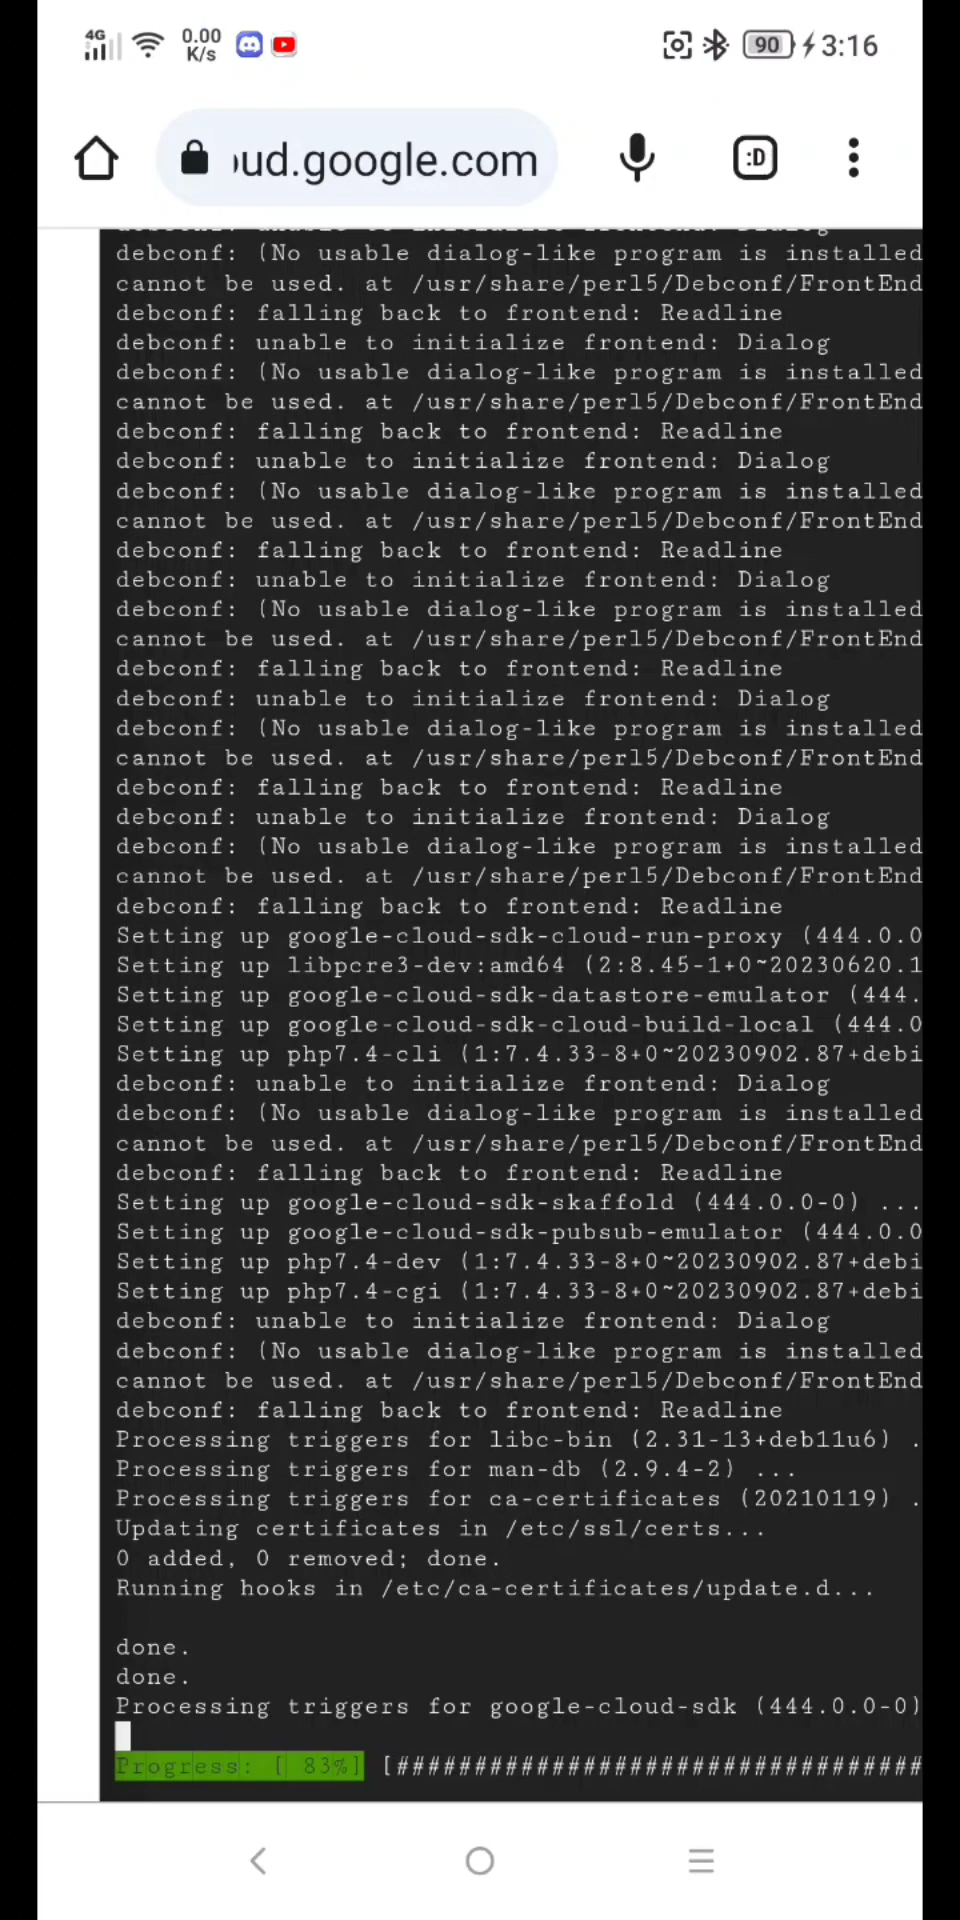 4G
0.00
K/s
90
3:16
oud.google.com
:D
debconf: unable to initialize frontend: Dialog
debconf: (No usable dialog-like program is installed
cannot be used. at /usr/share/perl5/Debconf/FrontEnd
debconf: falling back to frontend: Readline
debconf: unable to initialize frontend: Dialog
debconf: (No usable dialog-like program is installed
cannot be used. at /usr/share/perl5/Debconf/FrontEnd
debconf: falling back to frontend: Readline
debconf: unable to initialize frontend: Dialog
debconf: (No usable dialog-like program is installed
cannot be used. at /usr/share/perl5/Debconf/FrontEnd
debconf: falling back to frontend: Readline
debconf: unable to initialize frontend: Dialog
debconf: (No usable dialog-like program is installed
cannot be used. at /usr/share/perl5/Debconf/FrontEnd
debconf: falling back to frontend: Readline
debconf: unable to initialize frontend: Dialog
debconf: (No usable dialog-like program is installed
cannot be used. at /usr/share/perl5/Debconf/FrontEnd
debconf: falling back to frontend: Readline
debconf: unable to initialize frontend: Dialog
debconf: (No usable dialog-like program is installed
cannot be used. at /usr/share/perl5/Debconf/FrontEnd
debconf: falling back to frontend: Readline
Setting up google-cloud-sdk-cloud-run-proxy (444.0.0
Setting up libpcre3-dev:amd64 (2:8.45-1+0~20230620.1
Setting up google-cloud-sdk-datastore-emulator (444.
Setting up google-cloud-sdk-cloud-build-local (444.0
Setting up php7.4-cli (1:7.4.33-8+0~20230902.87+debi
debconf: unable to initialize frontend: Dialog
debconf: (No usable dialog-like program is installed
cannot be used. at /usr/share/perl5/Debconf/FrontEnd
debconf: falling back to frontend: Readline
Setting up google-cloud-sdk-skaffold (444.0.0-0) ...
Setting up google-cloud-sdk-pubsub-emulator (444.0.0
Setting up php7.4-dev (1:7.4.33-8+0~20230902.87+debi
Setting up php7.4-cgi (1:7.4.33-8+0~20230902.87+debi
debconf: unable to initialize frontend: Dialog
debconf: (No usable dialog-like program is installed
cannot be used. at /usr/share/perl5/Debconf/FrontEnd
debconf: falling back to frontend: Readline
Processing triggers for libc-bin (2.31-13+deb11u6) .
Processing triggers for man-db (2.9.4-2) ...
Processing triggers for ca-certificates (20210119) .
Updating certificates in /etc/ssl/certs...
0 added, 0 removed; done.
Running hooks in /etc/ca-certificates/update.d...
done.
done.
Processing triggers for google-cloud-sdk (444.0.0-0)
Progress: [ 83%] [##################################